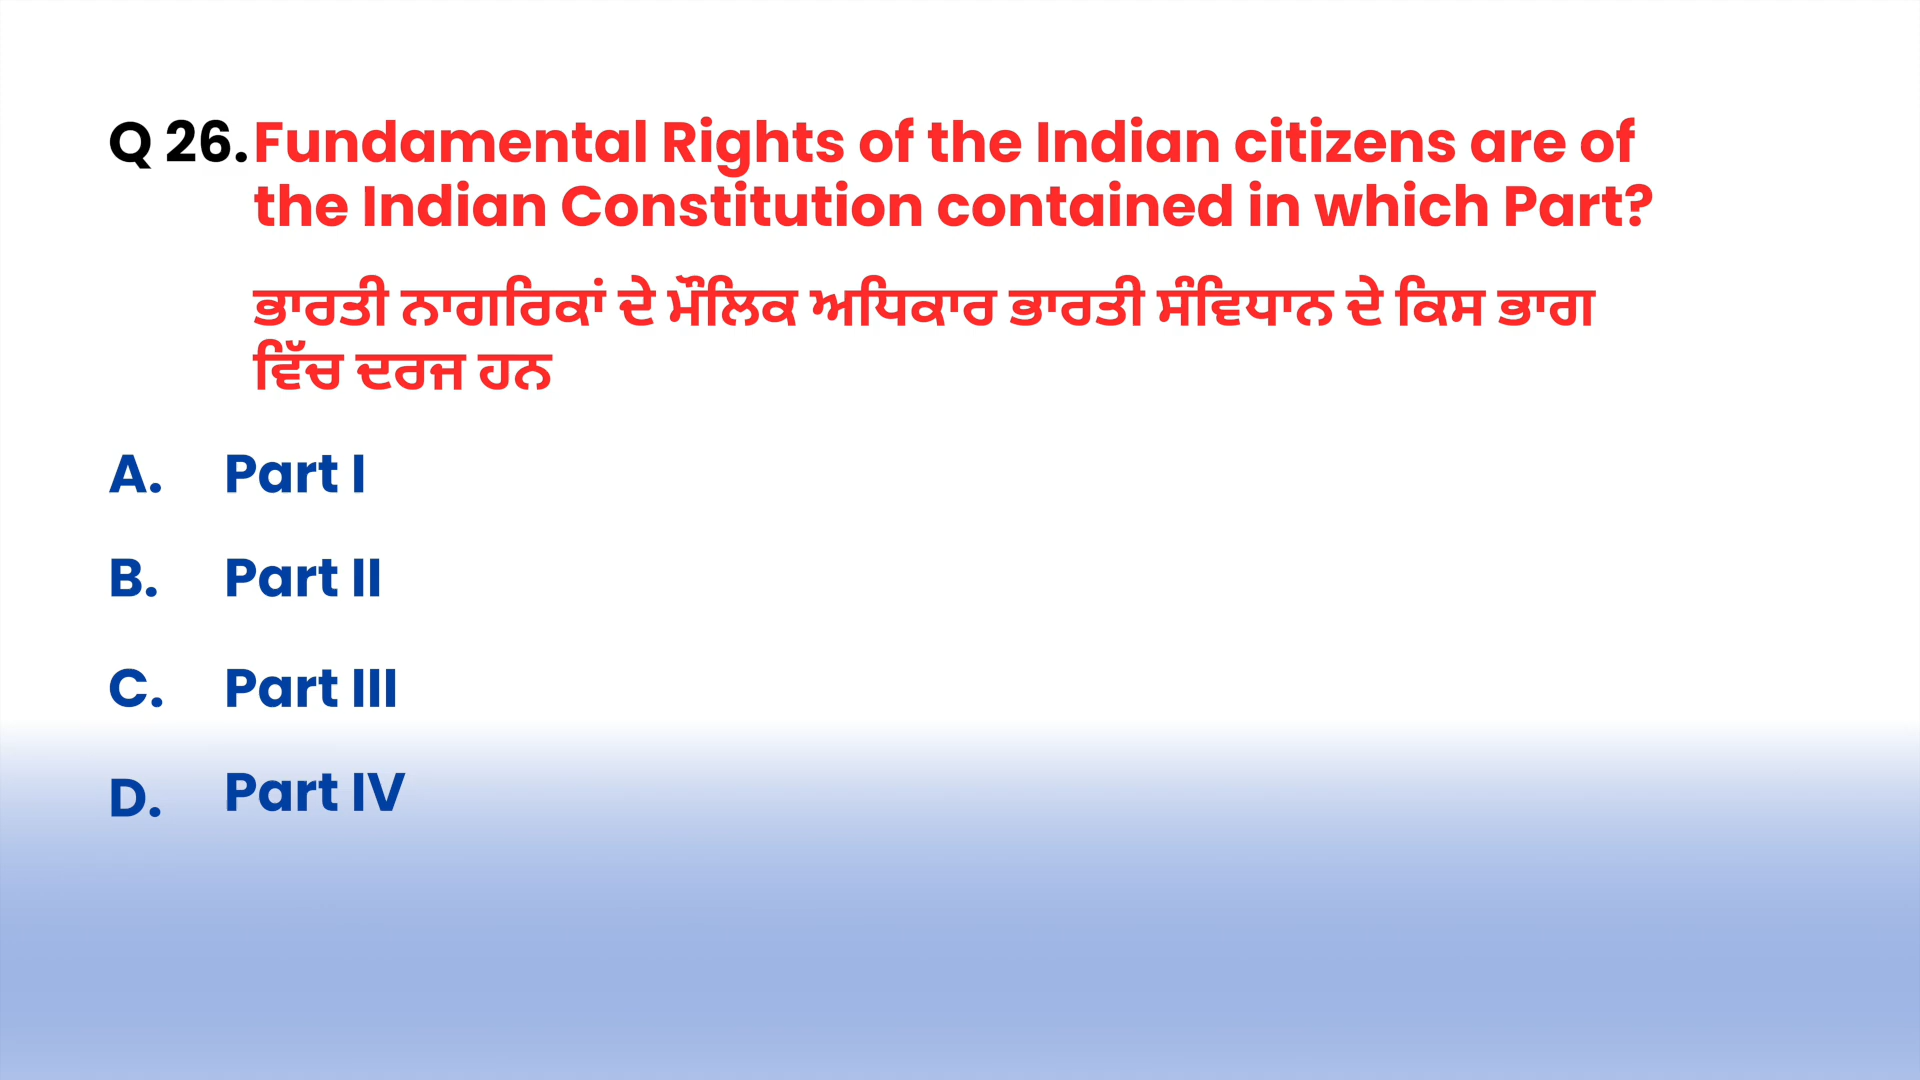 Q 26. Fundamental Rights of the Indian citizens are of
the Indian Constitution contained in which Part?
ਭਾਰਤੀ ਨਾਗਰਿਕਾਂ ਦੇ ਮੌਲਿਕ ਅਧਿਕਾਰ ਭਾਰਤੀ ਸੰਵਿਧਾਨ ਦੇ ਕਿਸ ਭਾਗ
ਵਿੱਚ ਦਰਜ ਹਨ
A. Part I
B. Part II
C. Part III
D. Part IV